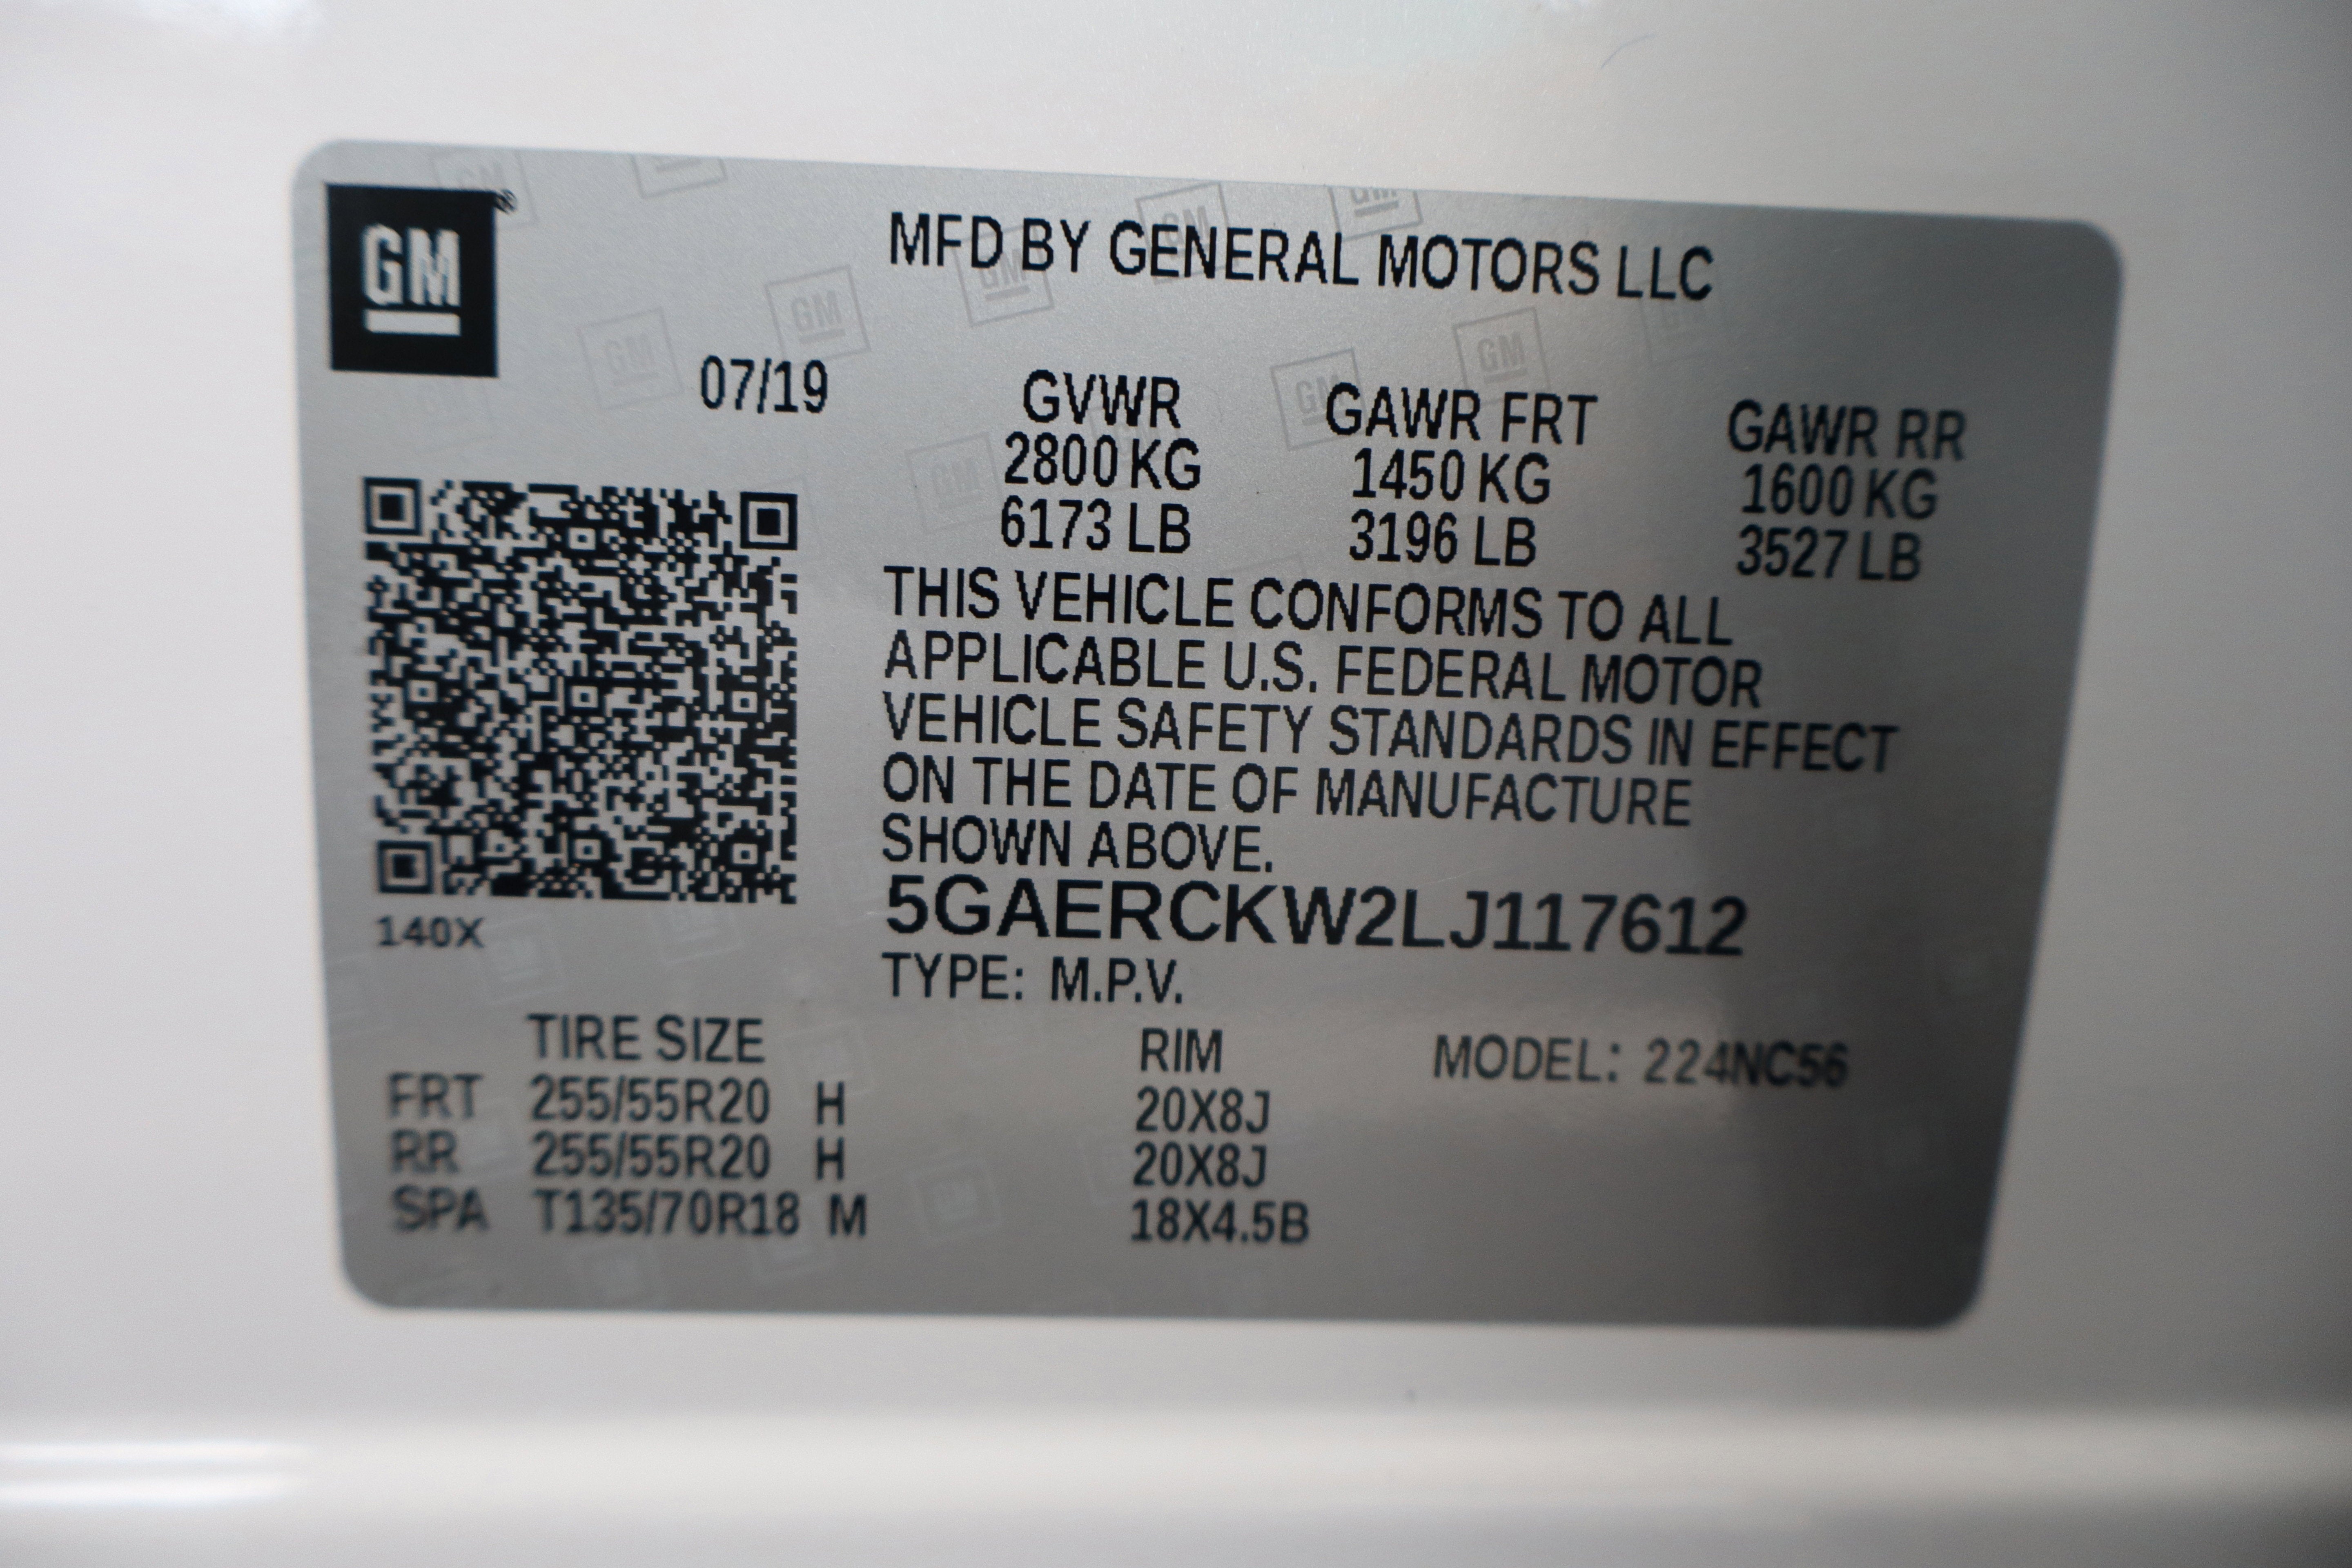 GM
MFD BY GENERAL MOTORS LLC
07/19
GVWR GAWR FRT GAWR RR
2800 KG 1450 KG 1600 KG
6173 LB 3196 LB 3527 LB
THIS VEHICLE CONFORMS TO ALL
APPLICABLE U.S. FEDERAL MOTOR
VEHICLE SAFETY STANDARDS IN EFFECT
ON THE DATE OF MANUFACTURE
SHOWN ABOVE.
140X
5GAERCKW2LJ117612
TYPE: M.P.V.
TIRE SIZE RIM MODEL: 224NC56
FRT 255/55R20 H 20X8J
RR 255/55R20 H 20X8J
SPA T135/70R18 M 18X4.5B